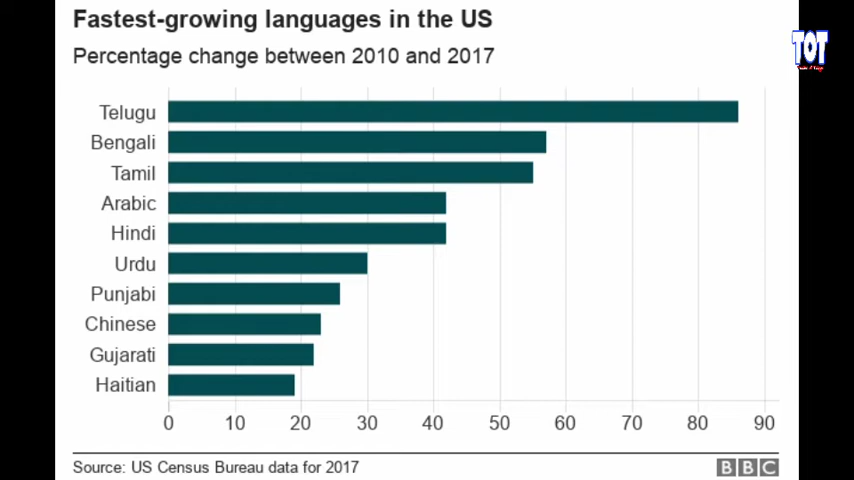 Fastest-growing languages in the US
Percentage change between 2010 and 2017
TOT
Telugu
Bengali
Tamil
Arabic
Hindi
Urdu
Punjabi
Chinese
Gujarati
Haitian
0 10 20 30 40 50 60 70 80 90
Source: US Census Bureau data for 2017
BBC